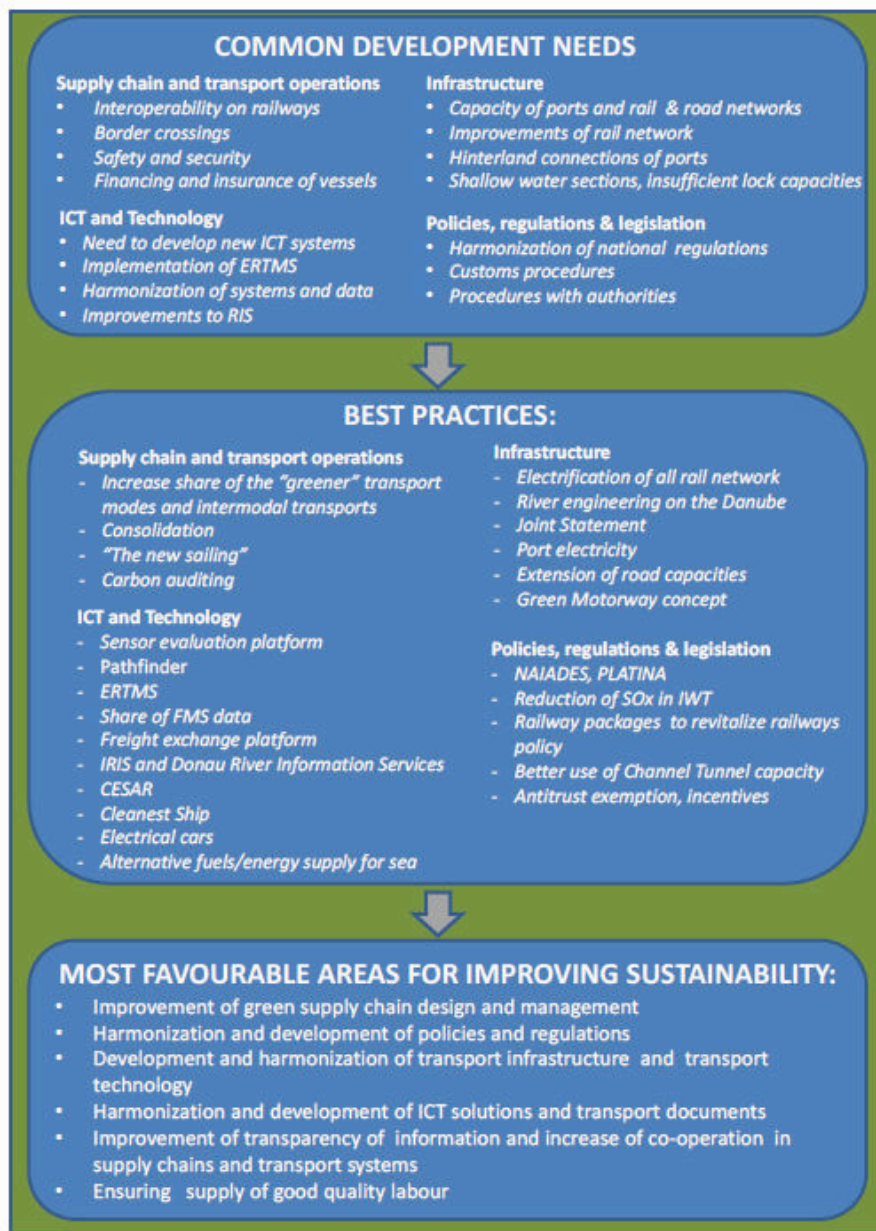 COMMON DEVELOPMENT NEEDS
Supply chain and transport operations
• Interoperability on railways
• Border crossings
• Safety and security
• Financing and insurance of vessels
ICT and Technology
• Need to develop new ICT systems
• Implementation of ERTMS
• Harmonization of systems and data
• Improvements to RIS
Infrastructure
• Capacity of ports and rail & road networks
• Improvements of rail network
• Hinterland connections of ports
• Shallow water sections, insufficient lock capacities
Policies, regulations & legislation
• Harmonization of national regulations
• Customs procedures
• Procedures with authorities
BEST PRACTICES:
Supply chain and transport operations
- Increase share of the “greener” transport
modes and intermodal transports
- Consolidation
- “The new sailing”
- Carbon auditing
ICT and Technology
- Sensor evaluation platform
- Pathfinder
- ERTMS
- Share of FMS data
- Freight exchange platform
- IRIS and Donau River Information Services
- CESAR
- Cleanest Ship
- Electrical cars
- Alternative fuels/energy supply for sea
Infrastructure
- Electrification of all rail network
- River engineering on the Danube
- Joint Statement
- Port electricity
- Extension of road capacities
- Green Motorway concept
Policies, regulations & legislation
- NAIADES, PLATINA
- Reduction of SOx in IWT
- Railway packages to revitalize railways
policy
- Better use of Channel Tunnel capacity
- Antitrust exemption, incentives
MOST FAVOURABLE AREAS FOR IMPROVING SUSTAINABILITY:
• Improvement of green supply chain design and management
• Harmonization and development of policies and regulations
• Development and harmonization of transport infrastructure and transport
technology
• Harmonization and development of ICT solutions and transport documents
• Improvement of transparency of information and increase of co-operation in
supply chains and transport systems
• Ensuring supply of good quality labour